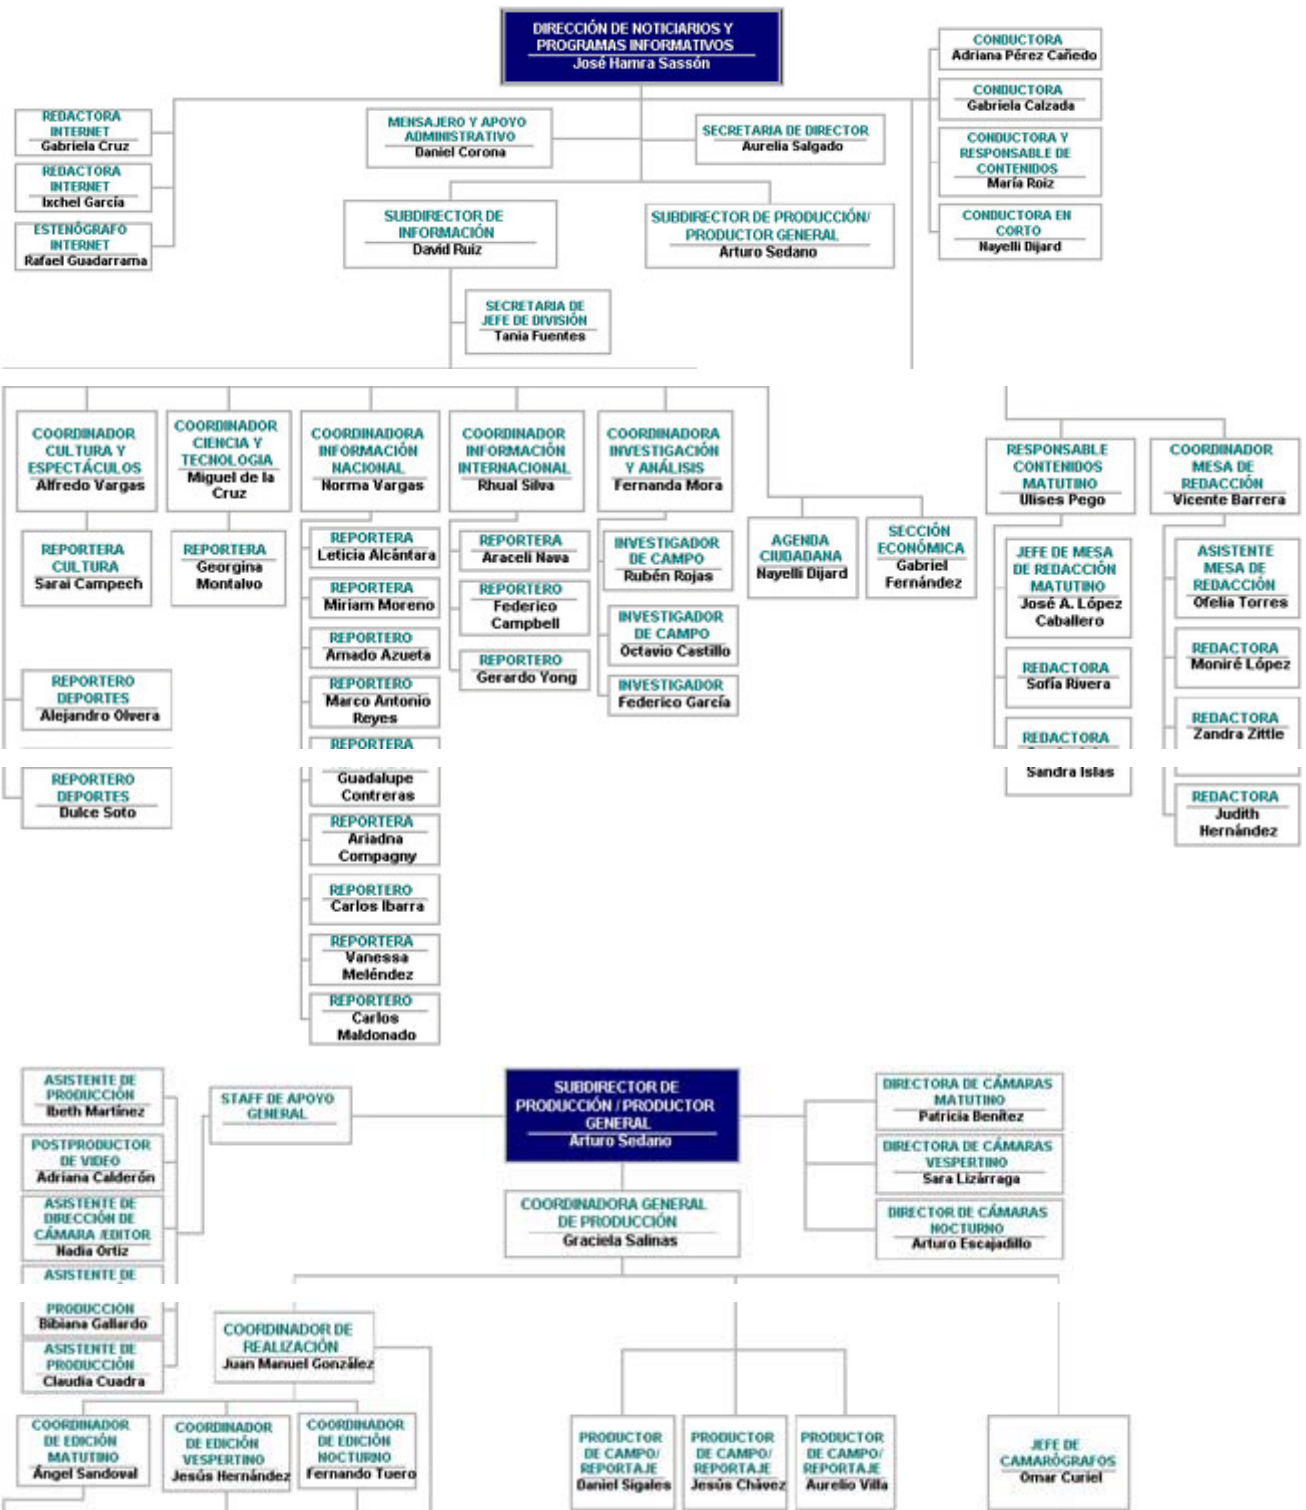 DIRECCIÓN DE NOTICIARIOS Y
PROGRAMAS INFORMATIVOS
José Hamra Sassón
CONDUCTORA
Adriana Pérez Cañedo
CONDUCTORA
Gabriela Calzada
CONDUCTORA Y
RESPONSABLE DE
CONTENIDOS
María Roiz
CONDUCTORA EN
CORTO
Nayelli Dijard
REDACTORA
INTERNET
Gabriela Cruz
REDACTORA
INTERNET
Ixchel García
ESTENÓGRAFO
INTERNET
Rafael Guadarrama
MENSAJERO Y APOYO
ADMINISTRATIVO
Daniel Corona
SECRETARIA DE DIRECTOR
Aurelia Salgado
SUBDIRECTOR DE
INFORMACIÓN
David Ruiz
SUBDIRECTOR DE PRODUCCIÓN/
PRODUCTOR GENERAL
Arturo Sedano
SECRETARIA DE
JEFE DE DIVISIÓN
Tania Fuentes
COORDINADOR
CULTURA Y
ESPECTÁCULOS
Alfredo Vargas
REPORTERA
CULTURA
Sarai Campech
REPORTERO
DEPORTES
Alejandro Olvera
REPORTERO
DEPORTES
Dulce Soto
COORDINADOR
CIENCIA Y
TECNOLOGIA
Miguel de la
Cruz
REPORTERA
Georgina
Montalvo
COORDINADORA
INFORMACIÓN
NACIONAL
Norma Vargas
REPORTERA
Leticia Alcántara
REPORTERA
Miriam Moreno
REPORTERO
Amado Azueta
REPORTERO
Marco Antonio
Reyes
REPORTERA
Guadalupe
Contreras
REPORTERA
Ariadna
Compagny
REPORTERO
Carlos Ibarra
REPORTERA
Vanessa
Meléndez
REPORTERO
Carlos
Maldonado
COORDINADOR
INFORMACIÓN
INTERNACIONAL
Rhual Silva
REPORTERA
Araceli Nava
REPORTERO
Federico
Campbell
REPORTERO
Gerardo Yong
COORDINADORA
INVESTIGACIÓN
Y ANÁLISIS
Fernanda Mora
INVESTIGADOR
DE CAMPO
Rubén Rojas
INVESTIGADOR
DE CAMPO
Octavio Castillo
INVESTIGADOR
Federico García
AGENDA
CIUDADANA
Nayelli Dijard
SECCIÓN
ECONÓMICA
Gabriel
Fernández
RESPONSABLE
CONTENIDOS
MATUTINO
Ulises Pego
JEFE DE MESA
DE REDACCIÓN
MATUTINO
José A. López
Caballero
REDACTORA
Sofía Rivera
REDACTORA
Sandra Islas
COORDINADOR
MESA DE
REDACCIÓN
Vicente Barrera
ASISTENTE
MESA DE
REDACCIÓN
Ofelia Torres
REDACTORA
Moniré López
REDACTORA
Zandra Zittle
REDACTORA
Judith
Hernández
SUBDIRECTOR DE
PRODUCCIÓN / PRODUCTOR
GENERAL
Arturo Sedano
STAFF DE APOYO
GENERAL
ASISTENTE DE
PRODUCCIÓN
Ibeth Martínez
POSTPRODUCTOR
DE VIDEO
Adriana Calderón
ASISTENTE DE
DIRECCIÓN DE
CÁMARA /EDITOR
Nadia Ortiz
ASISTENTE DE
PRODUCCIÓN
Bibiana Gallardo
ASISTENTE DE
PRODUCCIÓN
Claudia Cuadra
DIRECTORA DE CÁMARAS
MATUTINO
Patricia Benítez
DIRECTORA DE CÁMARAS
VESPERTINO
Sara Lizárraga
DIRECTOR DE CÁMARAS
NOCTURNO
Arturo Escajadillo
COORDINADORA GENERAL
DE PRODUCCIÓN
Graciela Salinas
COORDINADOR DE
REALIZACIÓN
Juan Manuel González
COORDINADOR
DE EDICIÓN
MATUTINO
Ángel Sandoval
COORDINADOR
DE EDICIÓN
VESPERTINO
Jesús Hernández
COORDINADOR
DE EDICIÓN
NOCTURNO
Fernando Tuero
PRODUCTOR
DE CAMPO/
REPORTAJE
Daniel Sigales
PRODUCTOR
DE CAMPO/
REPORTAJE
Jesús Chávez
PRODUCTOR
DE CAMPO/
REPORTAJE
Aurelio Villa
JEFE DE
CAMARÓGRAFOS
Omar Curiel